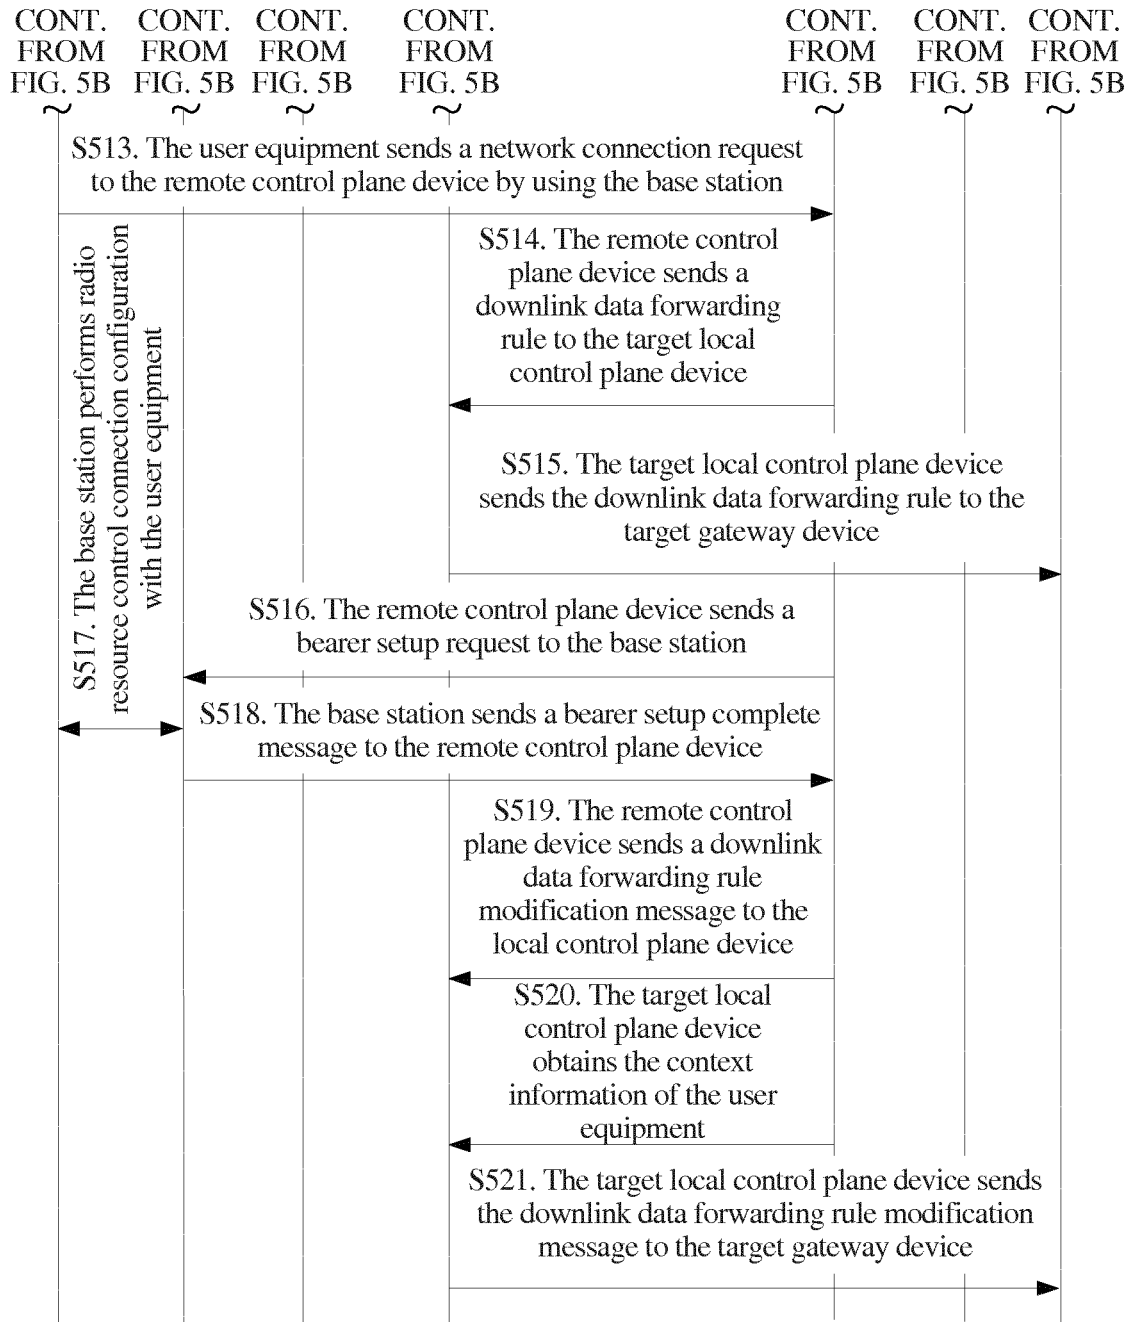 CONT. CONT. CONT. CONT. CONT. CONT. CONT.
FROM FROM FROM FROM FROM FROM FROM
FIG. 5B FIG. 5B FIG. 5B FIG. 5B FIG. 5B FIG. 5B FIG. 5B
S513. The user equipment sends a network connection request
to the remote control plane device by using the base station
S514. The remote control
plane device sends a
downlink data forwarding
rule to the target local
control plane device
S515. The target local control plane device
sends the downlink data forwarding rule to the
target gateway device
S516. The remote control plane device sends a
bearer setup request to the base station
S517. The base station performs radio
resource control connection configuration
with the user equipment
S518. The base station sends a bearer setup complete
message to the remote control plane device
S519. The remote control
plane device sends a downlink
data forwarding rule
modification message to the
local control plane device
S520. The target local
control plane device
obtains the context
information of the user
equipment
S521. The target local control plane device sends
the downlink data forwarding rule modification
message to the target gateway device